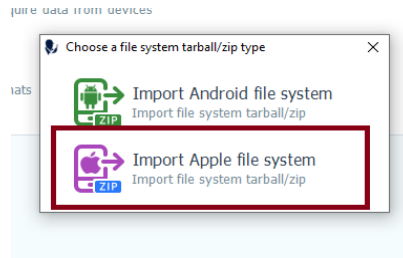 quire data from devices
Choose a file system tarball/zip type
Import Android file system
Import file system tarball/zip
ZIP
Import Apple file system
Import file system tarball/zip
ZIP